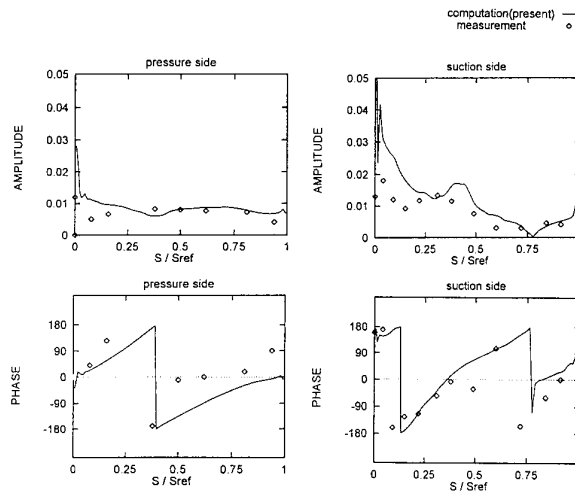 computation(present)
measurement
pressure side
suction side
0.05
0.04
0.03
0.02
0.01
0
AMPLITUDE
0 0.25 0.5 0.75 1
S / Sref
0.05
0.04
0.03
0.02
0.01
0
AMPLITUDE
0 0.25 0.5 0.75 1
S / Sref
pressure side
suction side
180
90
0
-90
-180
PHASE
0 0.25 0.5 0.75 1
S / Sref
180
90
0
-90
-180
PHASE
0 0.25 0.5 0.75 1
S / Sref